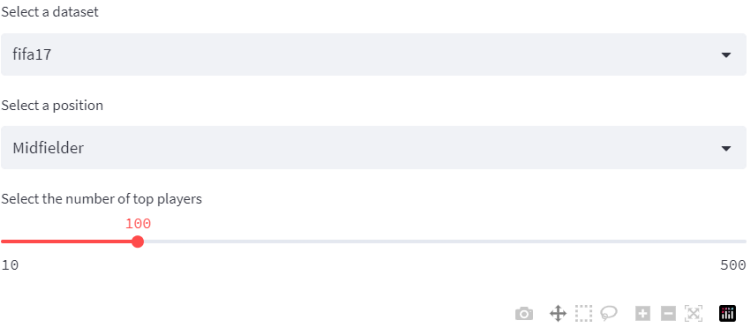 Select a dataset
fifa17
Select a position
Midfielder
Select the number of top players
100
10 500